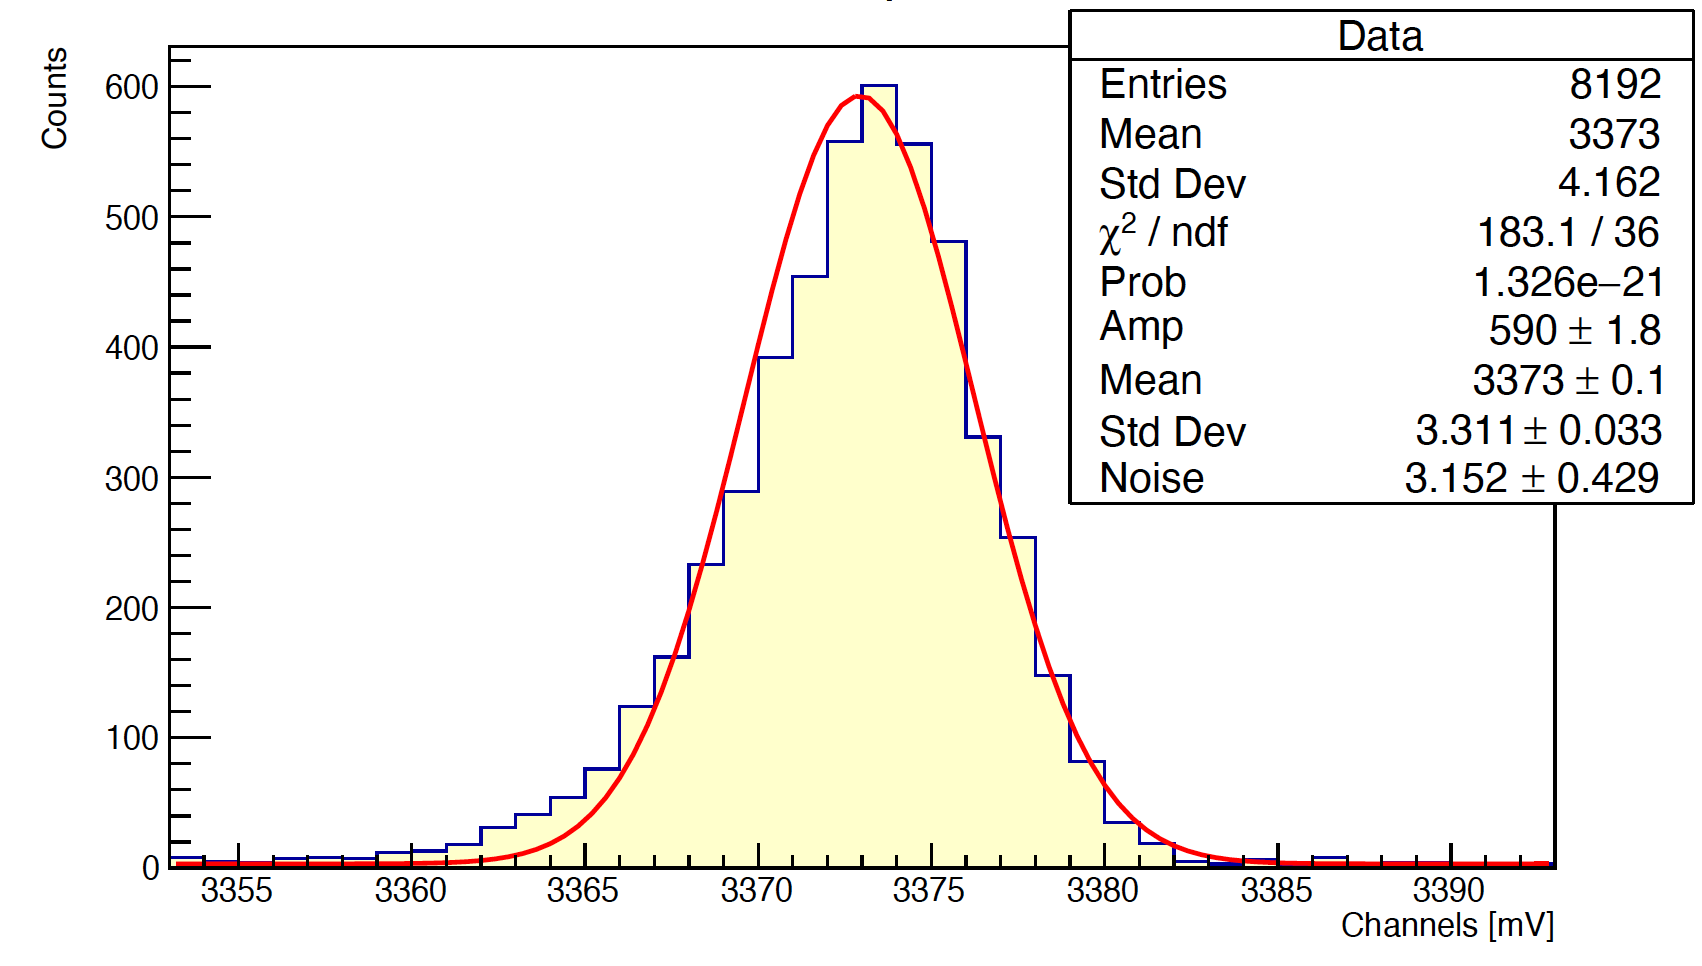 Counts
600
500
400
300
200
100
0
3355 3360 3365 3370 3375 3380 3385 3390
Channels [mV]
Data
Entries 8192
Mean 3373
Std Dev 4.162
χ² / ndf 183.1 / 36
Prob 1.326e−21
Amp 590 ± 1.8
Mean 3373 ± 0.1
Std Dev 3.311 ± 0.033
Noise 3.152 ± 0.429